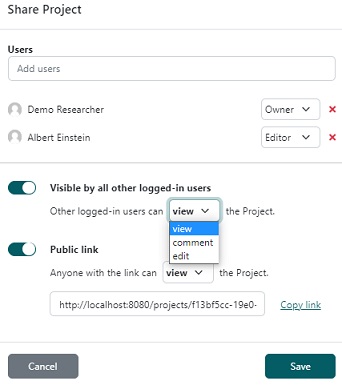 Share Project
Users
Add users
Demo Researcher Owner
Albert Einstein Editor
Visible by all other logged-in users
Other logged-in users can view the Project.
view
comment
edit
Public link
Anyone with the link can view the Project.
http://localhost:8080/projects/f13bf5cc-19e0- Copy link
Cancel Save